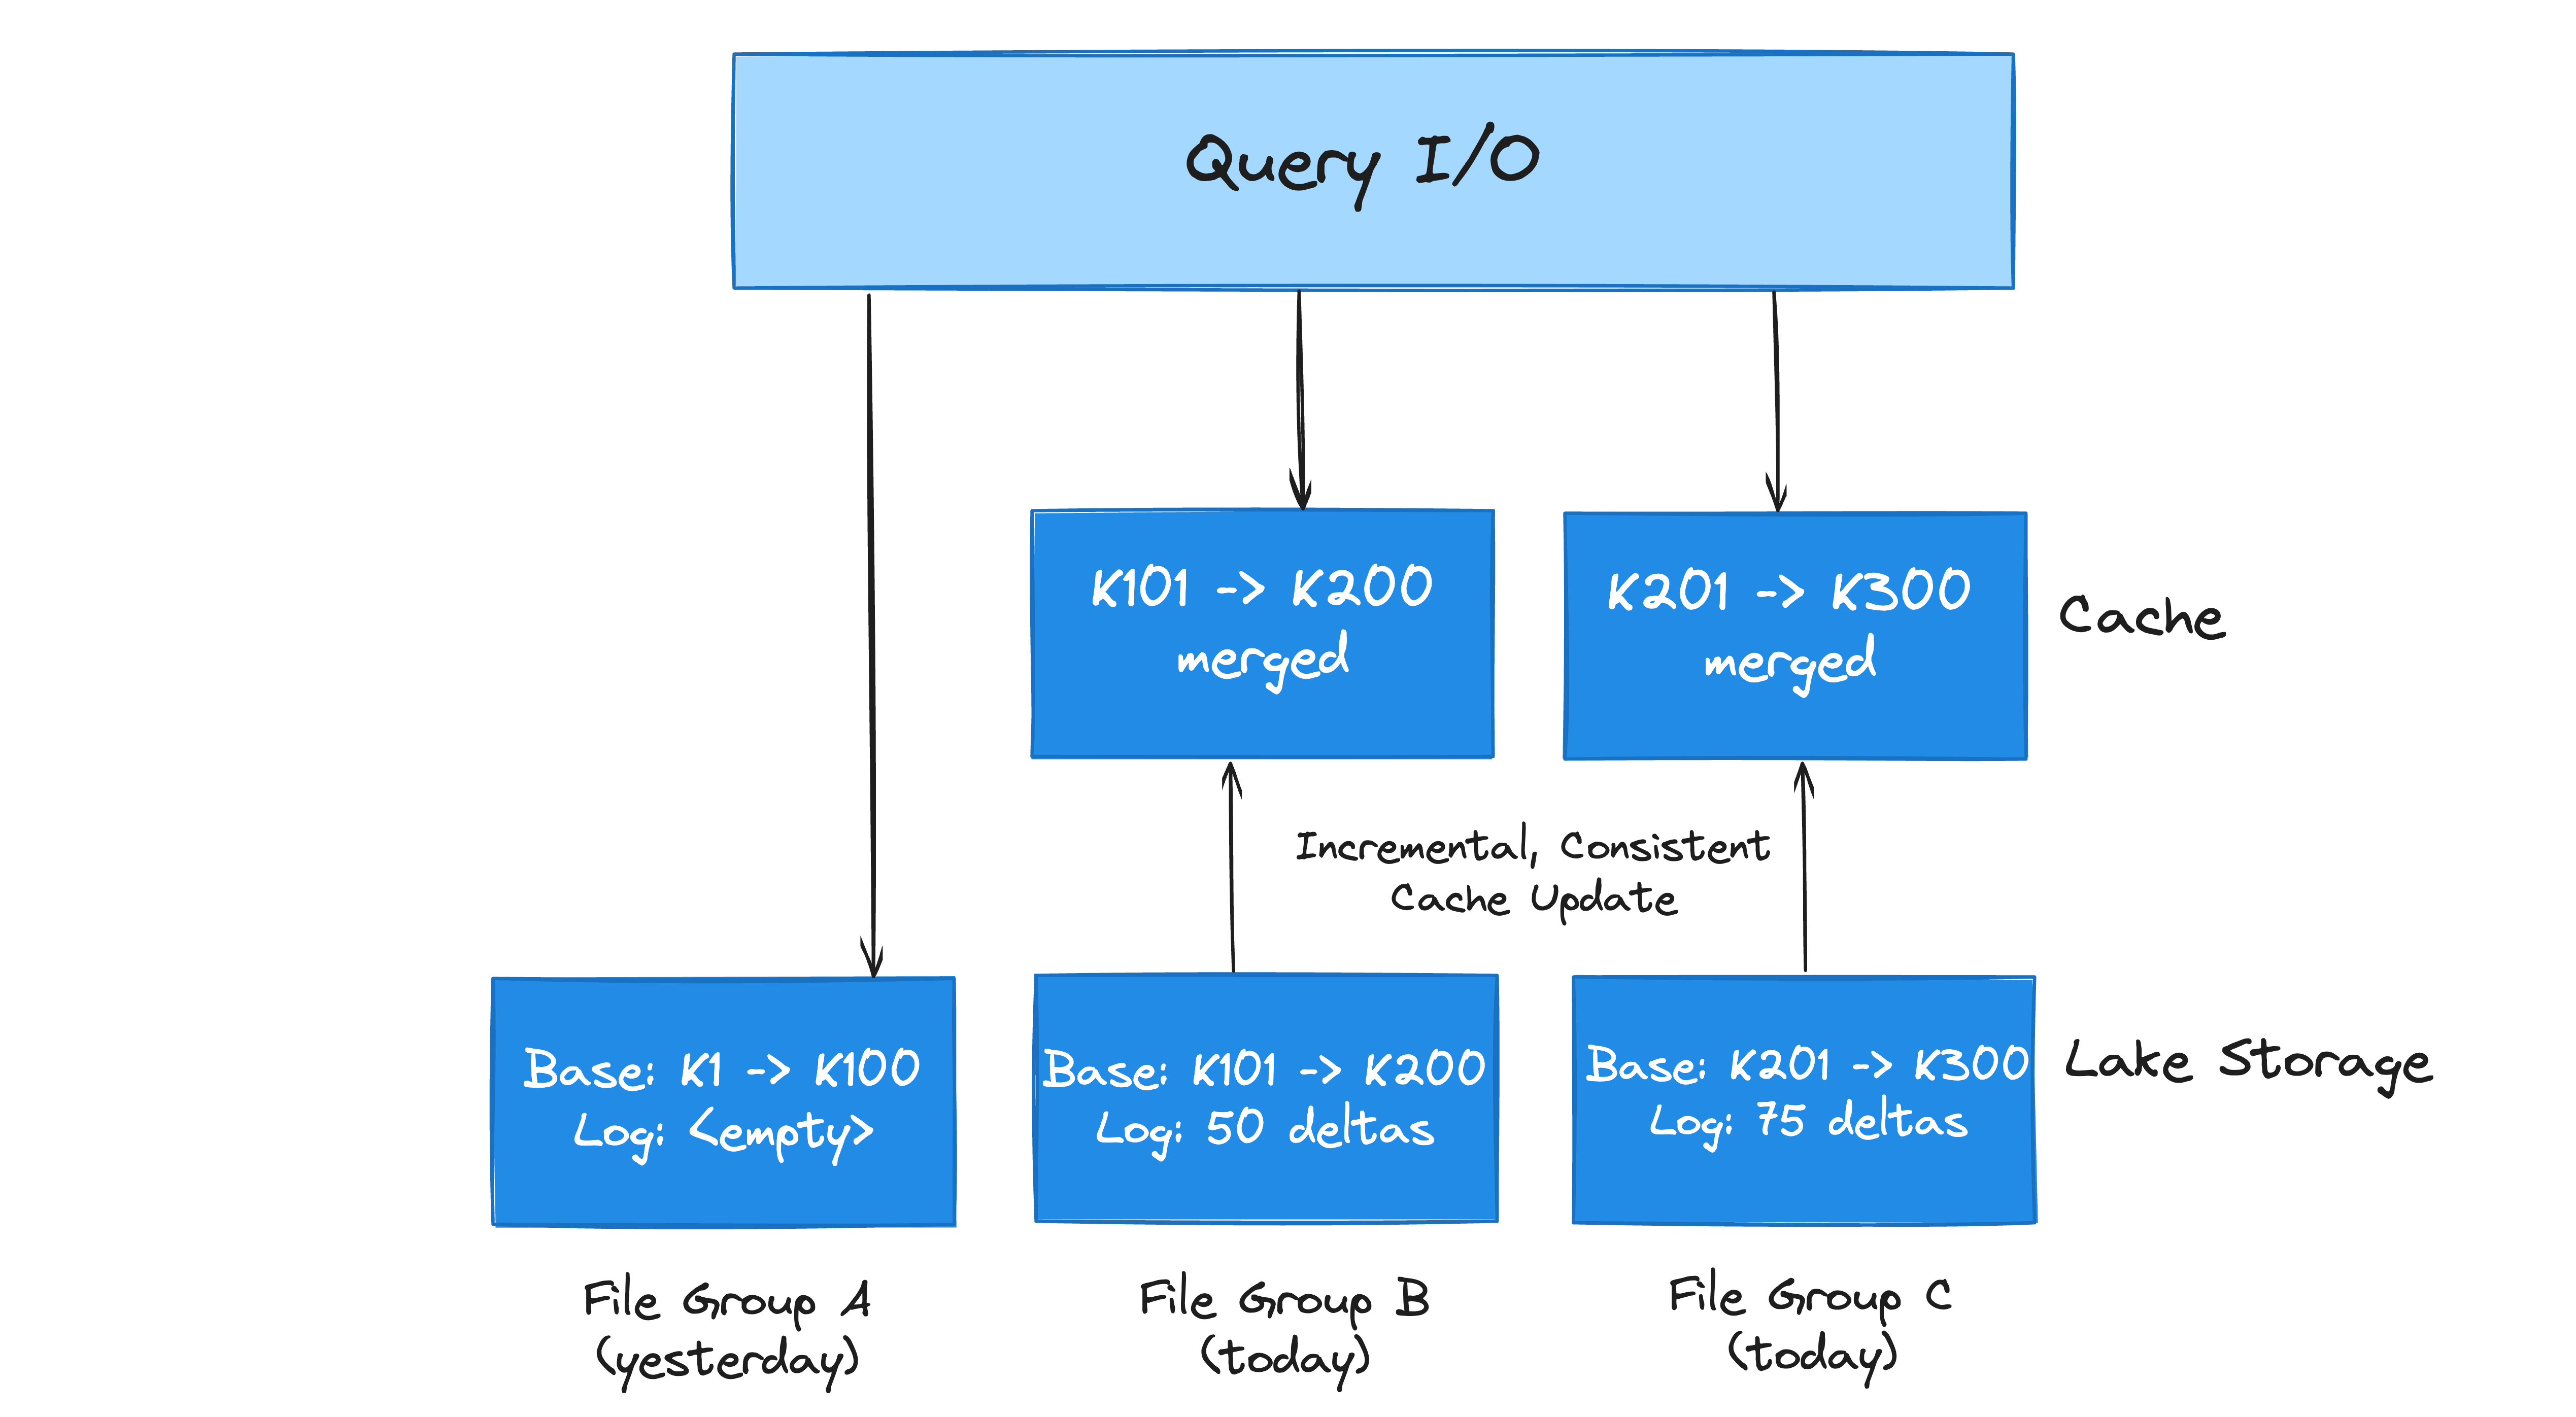 Query I/O
K101 -> K200
merged
K201 -> K300
merged
Cache
Incremental, Consistent
Cache Update
Base: K1 -> K100
Log: <empty>
Base: K101 -> K200
Log: 50 deltas
Base: K201 -> K300
Log: 75 deltas
Lake Storage
File Group A
(yesterday)
File Group B
(today)
File Group C
(today)